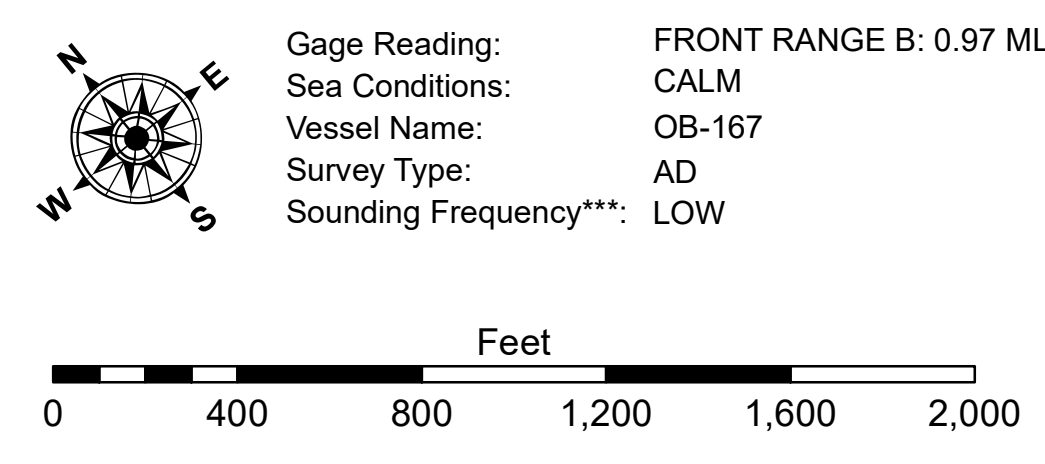 N
E
W
S
Gage Reading: FRONT RANGE B: 0.97 ML
Sea Conditions: CALM
Vessel Name: OB-167
Survey Type: AD
Sounding Frequency***: LOW
Feet
0 400 800 1,200 1,600 2,000